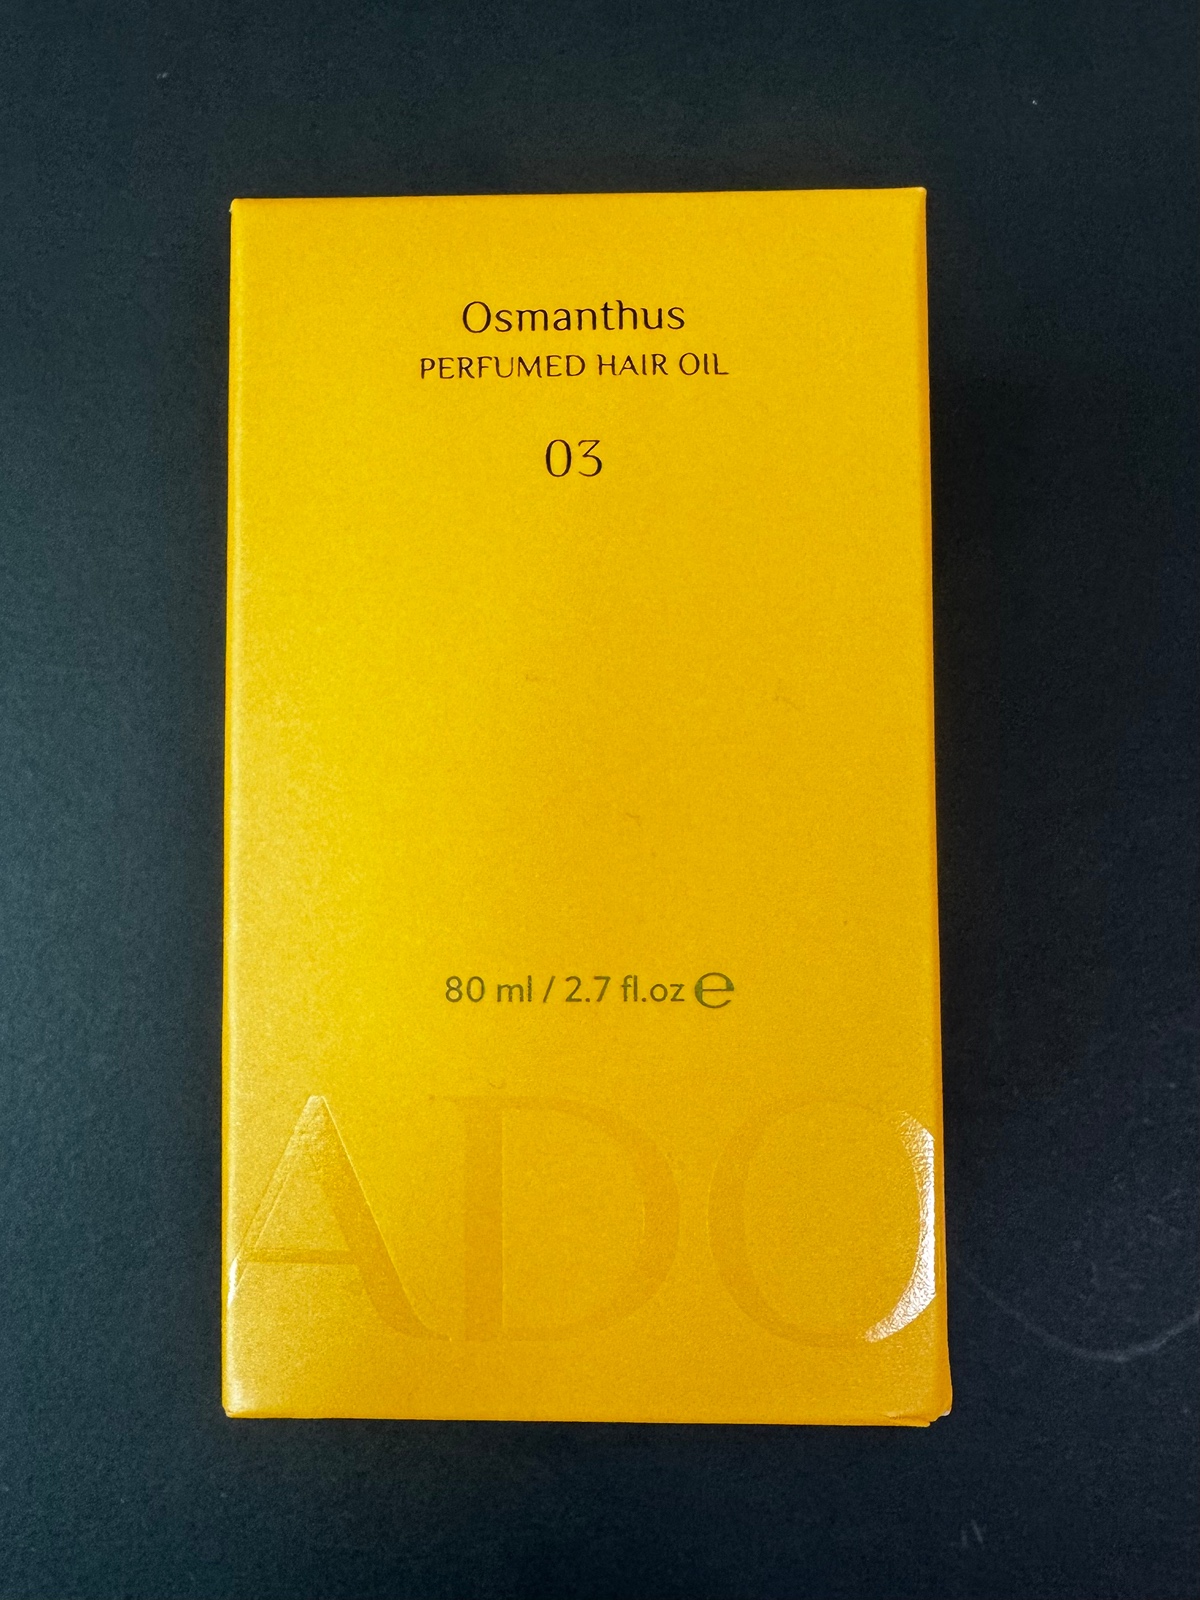 Osmanthus
PERFUMED HAIR OIL
03
80 ml / 2.7 fl.oz ℮
ADO